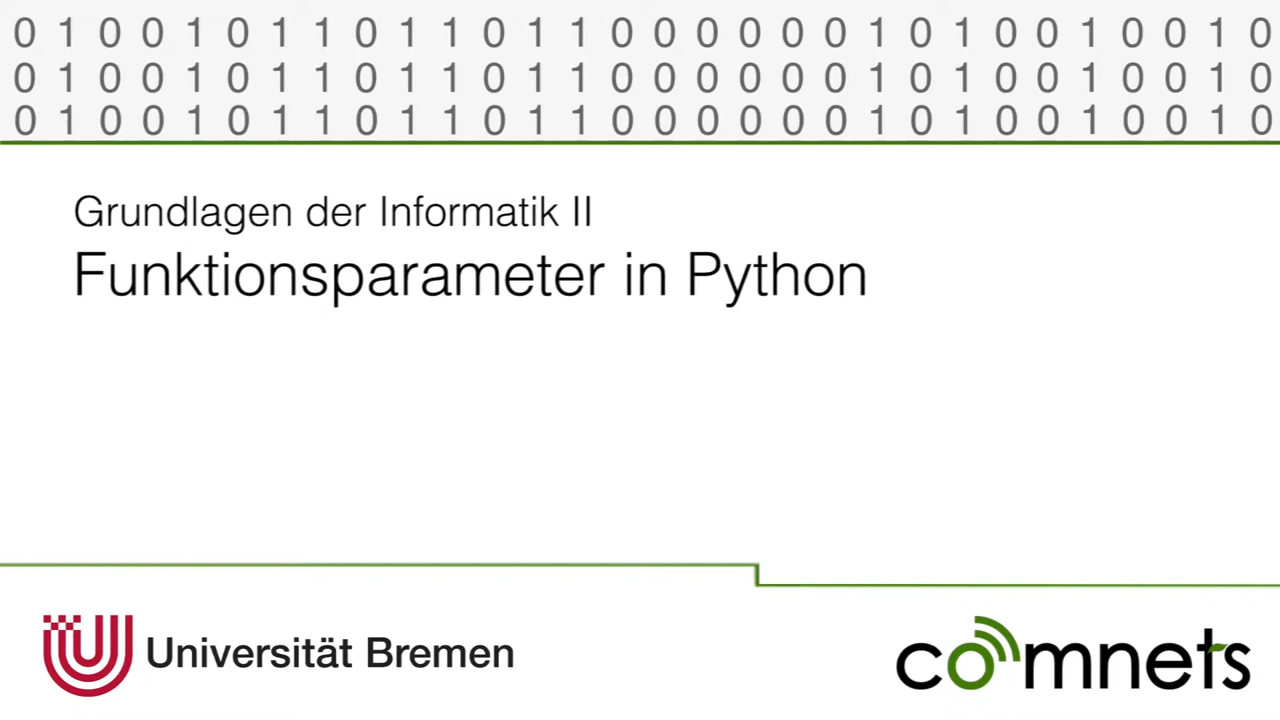 0 1 0 0 1 0 1 1 0 1 1 0 1 1 0 0 0 0 0 0 1 0 1 0 0 1 0 0 1 0
0 1 0 0 1 0 1 1 0 1 1 0 1 1 0 0 0 0 0 0 1 0 1 0 0 1 0 0 1 0
0 1 0 0 1 0 1 1 0 1 1 0 1 1 0 0 0 0 0 0 1 0 1 0 0 1 0 0 1 0
Grundlagen der Informatik II
Funktionsparameter in Python
Universität Bremen
comnets